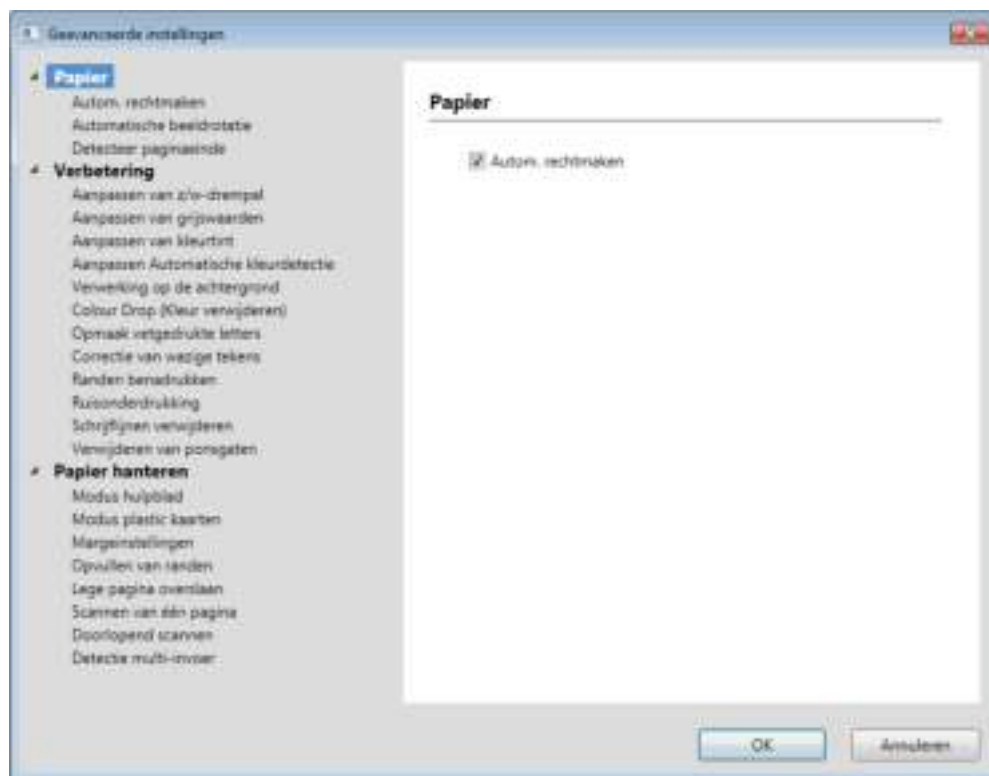 Geavanceerde instellingen
Papier
Autom. rechtmaken
Automatische beeldrotatie
Detecteer paginaeinde
Verbetering
Aanpassen van z/w-drempel
Aanpassen van grijswaarden
Aanpassen van kleurtint
Aanpassen Automatische kleurdetectie
Verwerking op de achtergrond
Colour Drop (Kleur verwijderen)
Opmaak vetgedrukte letters
Correctie van wazige tekens
Randen benadrukken
Ruisonderdrukking
Schrijflijnen verwijderen
Verwijderen van ponsgaten
Papier hanteren
Modus hulpblad
Modus plastic kaarten
Margeinstellingen
Opvullen van randen
Lege pagina overslaan
Scannen van één pagina
Doorlopend scannen
Detectie multi-invoer
Papier
Autom. rechtmaken
OK
Annuleren